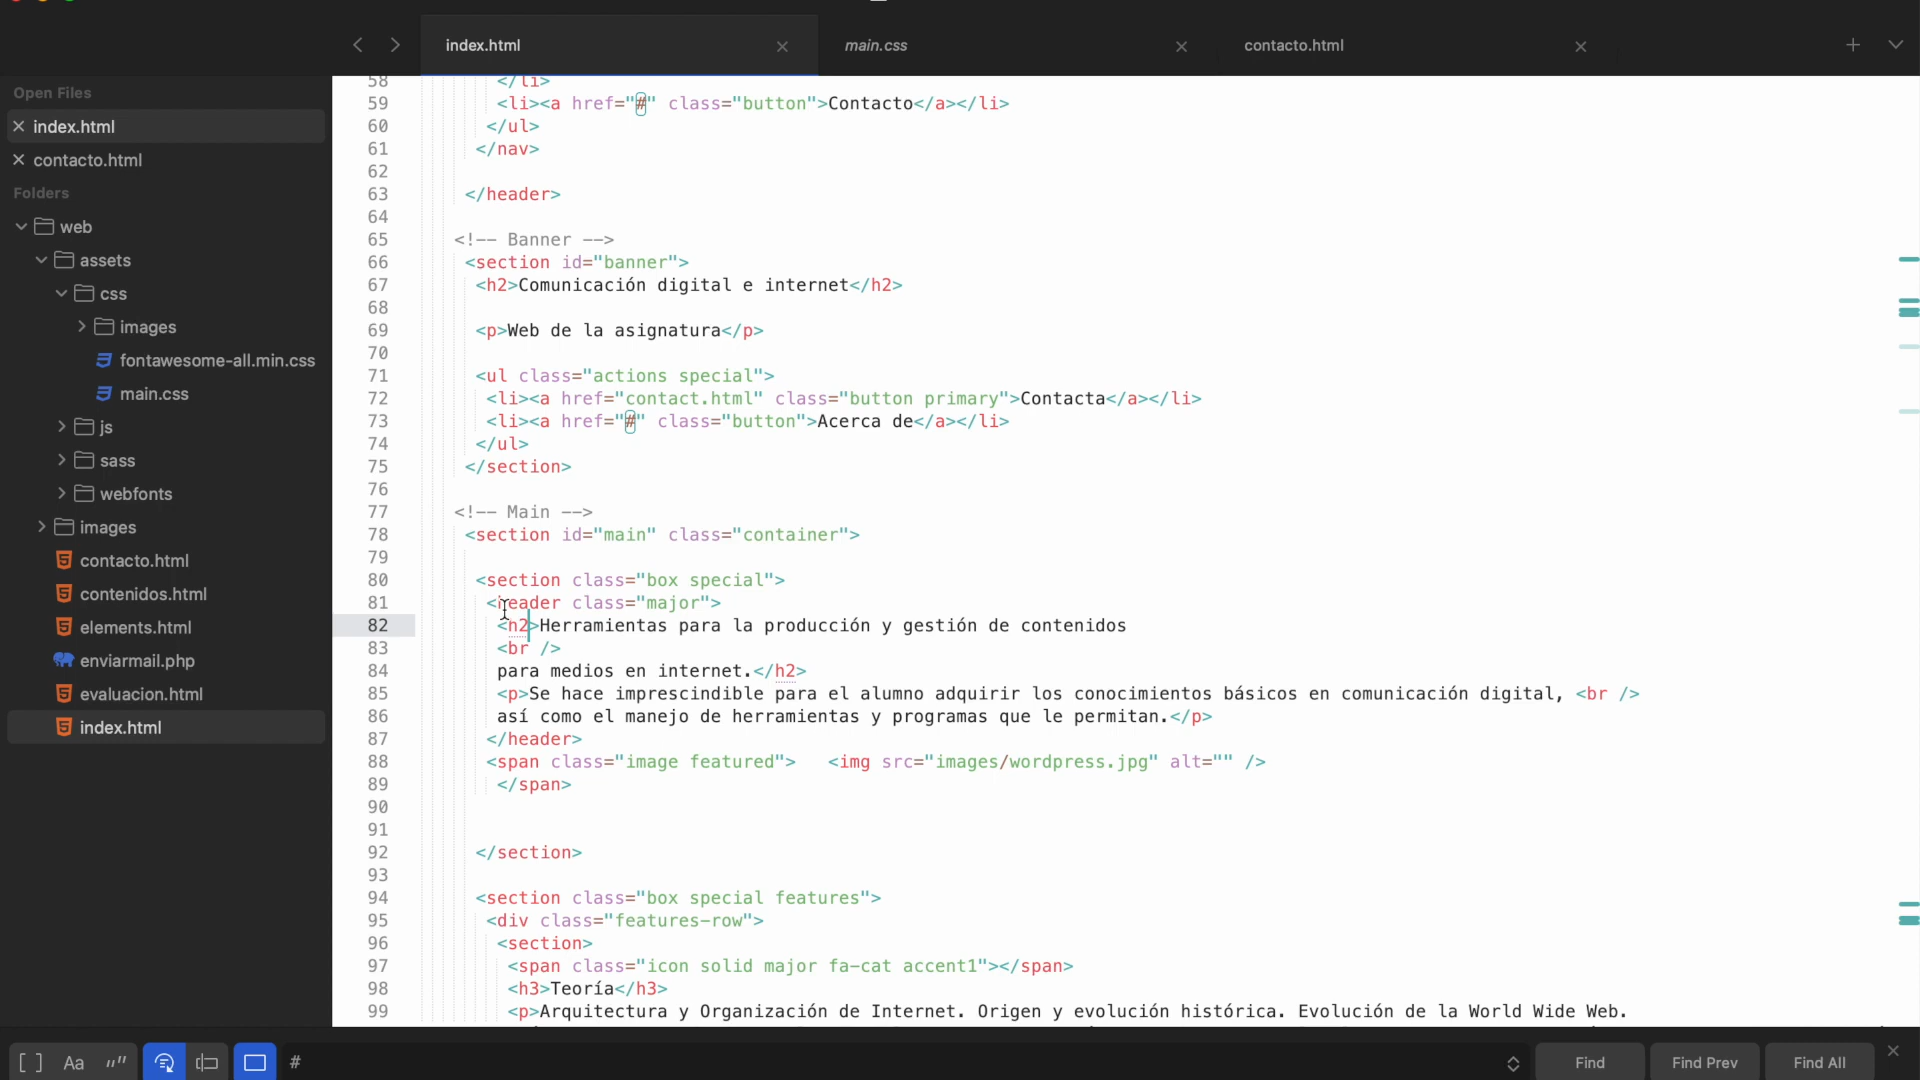 index.html
main.css
contacto.html
Open Files
index.html
contacto.html
Folders
web
assets
css
images
fontawesome-all.min.css
main.css
js
sass
webfonts
images
contacto.html
contenidos.html
elements.html
enviarmail.php
evaluacion.html
index.html
58 </li>
59 <li><a href="#" class="button">Contacto</a></li>
60 </ul>
61 </nav>
62
63 </header>
64
65 <!-- Banner -->
66 <section id="banner">
67 <h2>Comunicación digital e internet</h2>
68
69 <p>Web de la asignatura</p>
70
71 <ul class="actions special">
72 <li><a href="contact.html" class="button primary">Contacta</a></li>
73 <li><a href="#" class="button">Acerca de</a></li>
74 </ul>
75 </section>
76
77 <!-- Main -->
78 <section id="main" class="container">
79
80 <section class="box special">
81 <header class="major">
82 <h2>Herramientas para la producción y gestión de contenidos
83 <br />
84 para medios en internet.</h2>
85 <p>Se hace imprescindible para el alumno adquirir los conocimientos básicos en comunicación digital, <br />
86 así como el manejo de herramientas y programas que le permitan.</p>
87 </header>
88 <span class="image featured"> <img src="images/wordpress.jpg" alt="" />
89 </span>
90
91
92 </section>
93
94 <section class="box special features">
95 <div class="features-row">
96 <section>
97 <span class="icon solid major fa-cat accent1"></span>
98 <h3>Teoría</h3>
99 <p>Arquitectura y Organización de Internet. Origen y evolución histórica. Evolución de la World Wide Web.
[ ] Aa “” #
Find
Find Prev
Find All